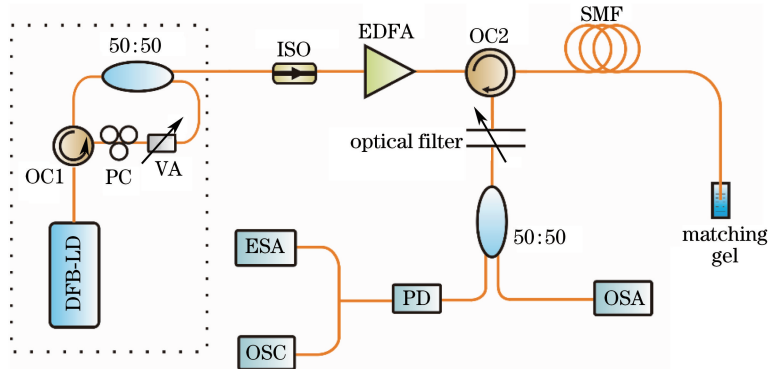 50:50
ISO
EDFA
OC2
SMF
OC1
PC
VA
optical filter
DFB-LD
matching
gel
50:50
ESA
PD
OSA
OSC